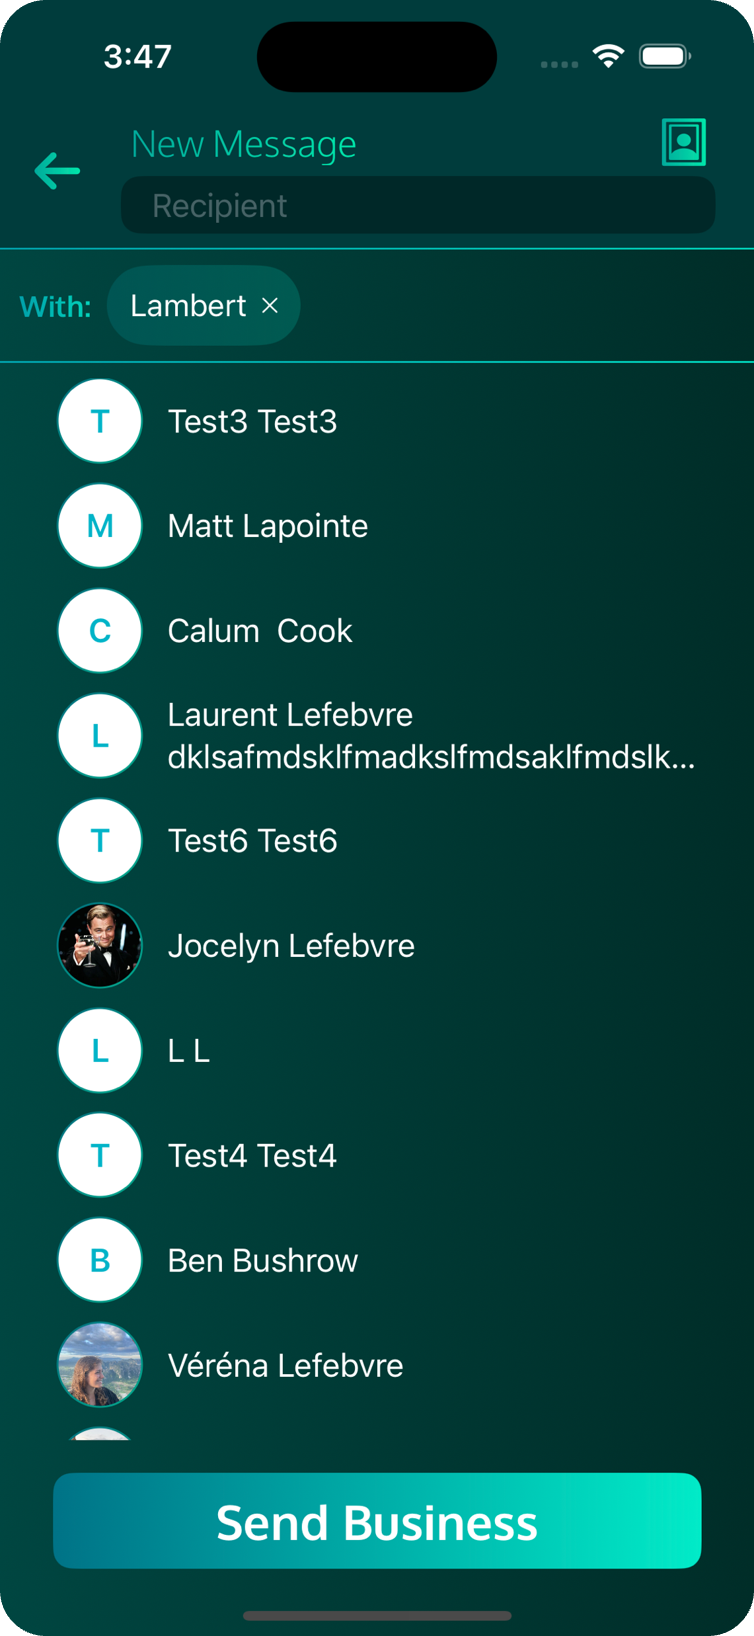 3:47
New Message
Recipient
With: Lambert ×
T Test3 Test3
M Matt Lapointe
C Calum  Cook
L Laurent Lefebvre
dklsafmdsklfmadkslfmdsaklfmdslk...
T Test6 Test6
Jocelyn Lefebvre
L L L
T Test4 Test4
B Ben Bushrow
Véréna Lefebvre
Send Business